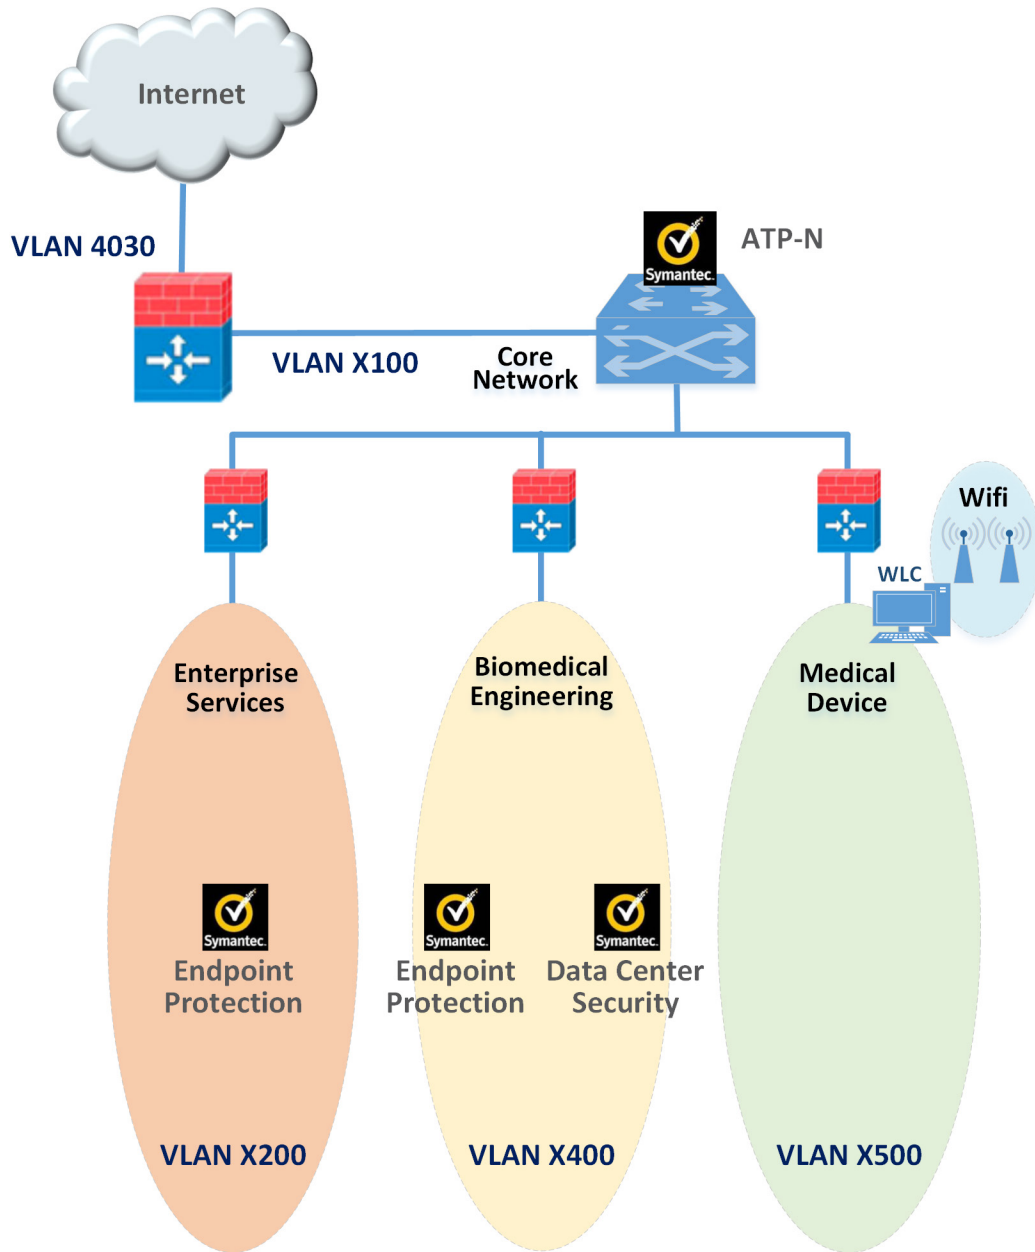 Internet
VLAN 4030
Symantec.
ATP-N
VLAN X100
Core
Network
Wifi
WLC
Enterprise
Services
Biomedical
Engineering
Medical
Device
Symantec.
Symantec.
Symantec.
Endpoint
Protection
Endpoint
Protection
Data Center
Security
VLAN X200
VLAN X400
VLAN X500